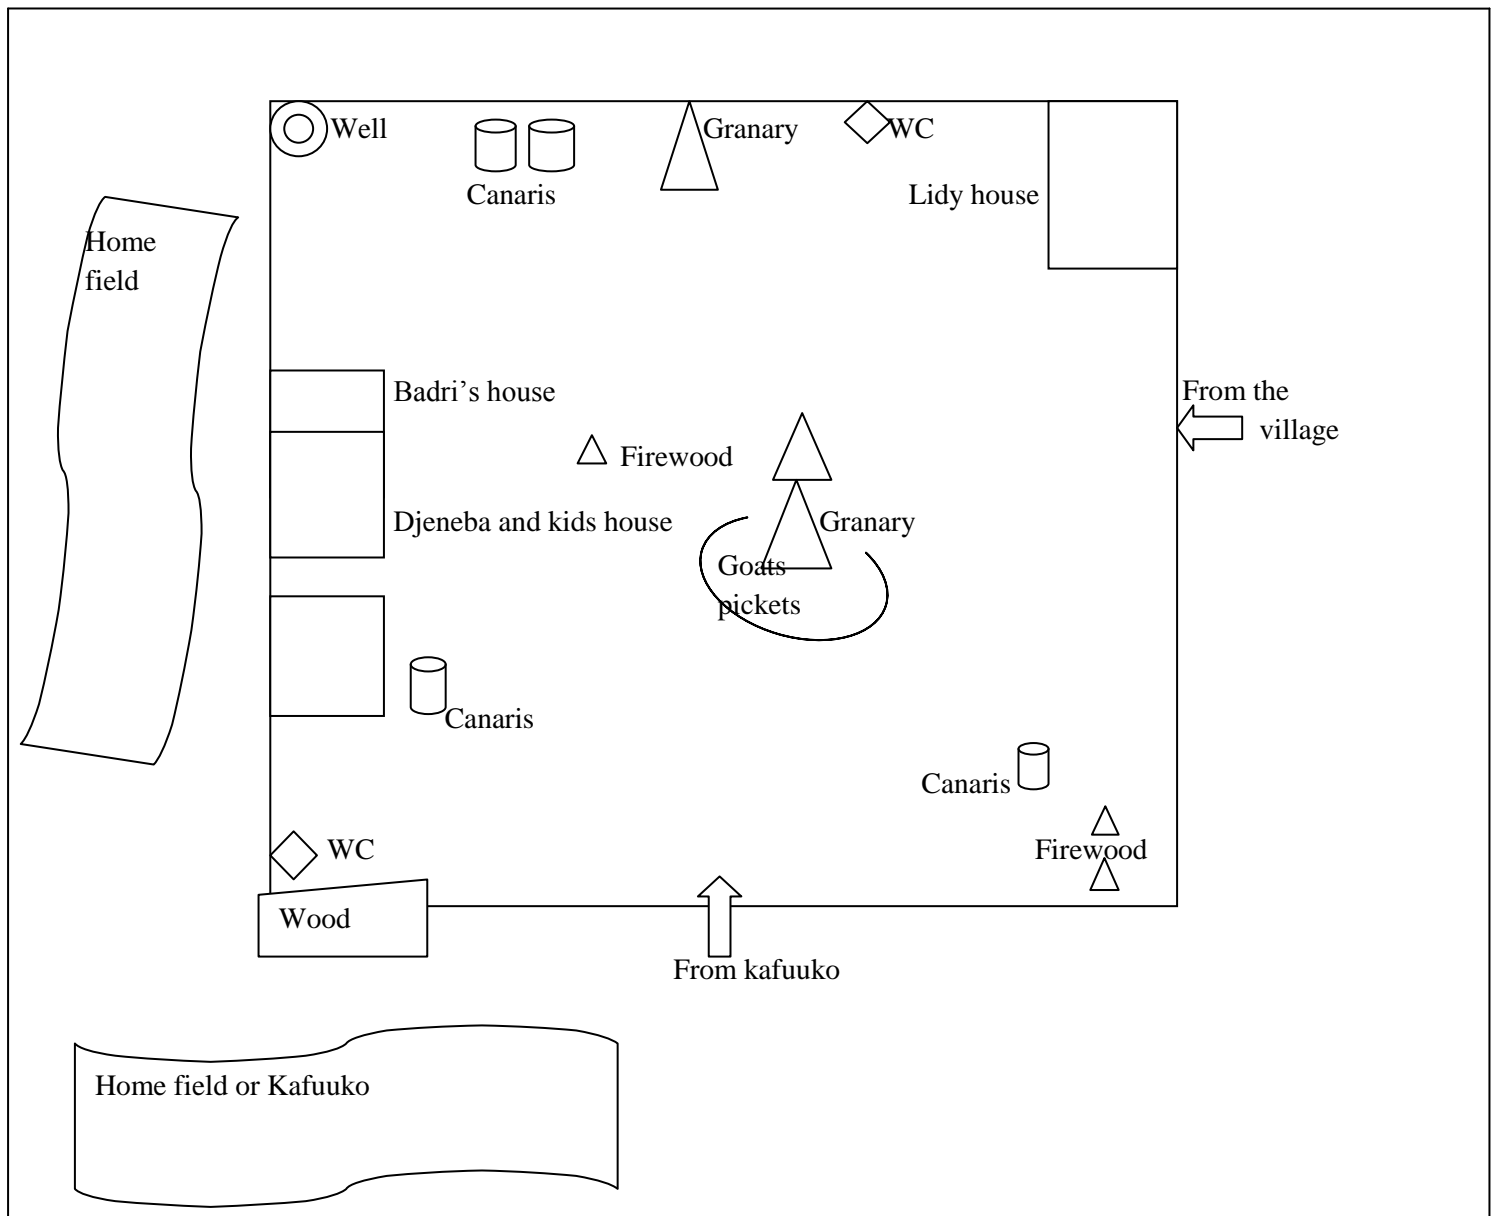 Well
Granary
WC
Canaris
Lidy house
Home
field
Badri’s house
From the
village
Firewood
Djeneba and kids house
Granary
Goats
pickets
Canaris
Canaris
WC
Firewood
Wood
From kafuuko
Home field or Kafuuko